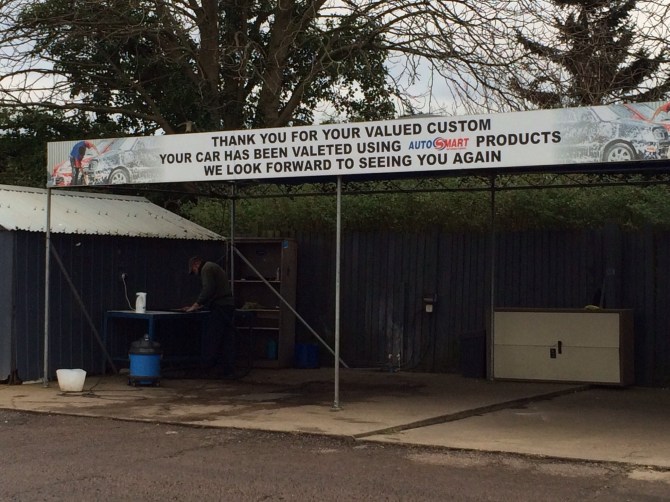 THANK YOU FOR YOUR VALUED CUSTOM
YOUR CAR HAS BEEN VALETED USING AUTOSMART PRODUCTS
WE LOOK FORWARD TO SEEING YOU AGAIN